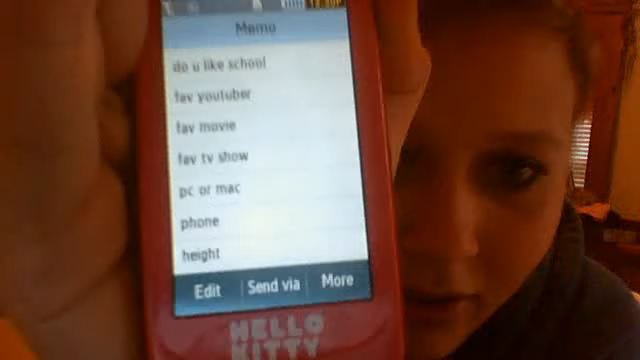 Memo
do u like school
fav youtuber
fav movie
fav tv show
pc or mac
phone
height
Edit Send via More
HELLO
KITTY